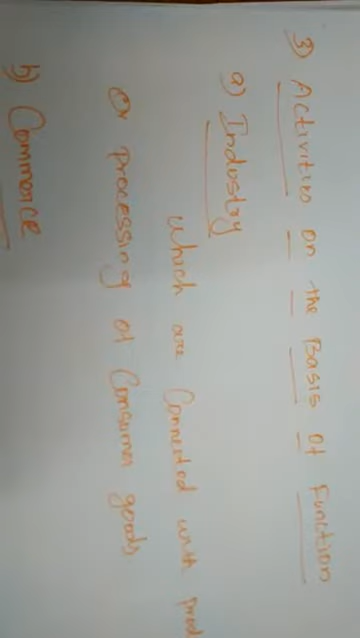 3) Activities on the Basis of Function
a) Industry
which are Connected with prod
Or processing of Consumer goods
b) Commerce